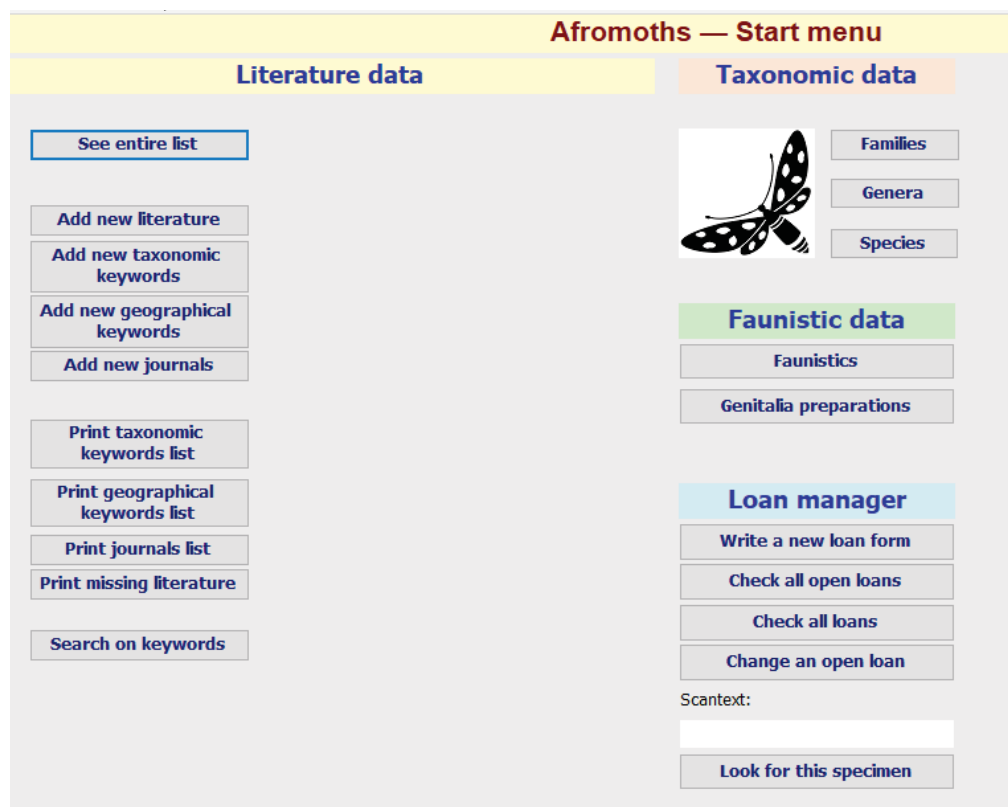 Afromoths — Start menu
Literature data
See entire list
Add new literature
Add new taxonomic
keywords
Add new geographical
keywords
Add new journals
Print taxonomic
keywords list
Print geographical
keywords list
Print journals list
Print missing literature
Search on keywords
Taxonomic data
Families
Genera
Species
Faunistic data
Faunistics
Genitalia preparations
Loan manager
Write a new loan form
Check all open loans
Check all loans
Change an open loan
Scantext:
Look for this specimen